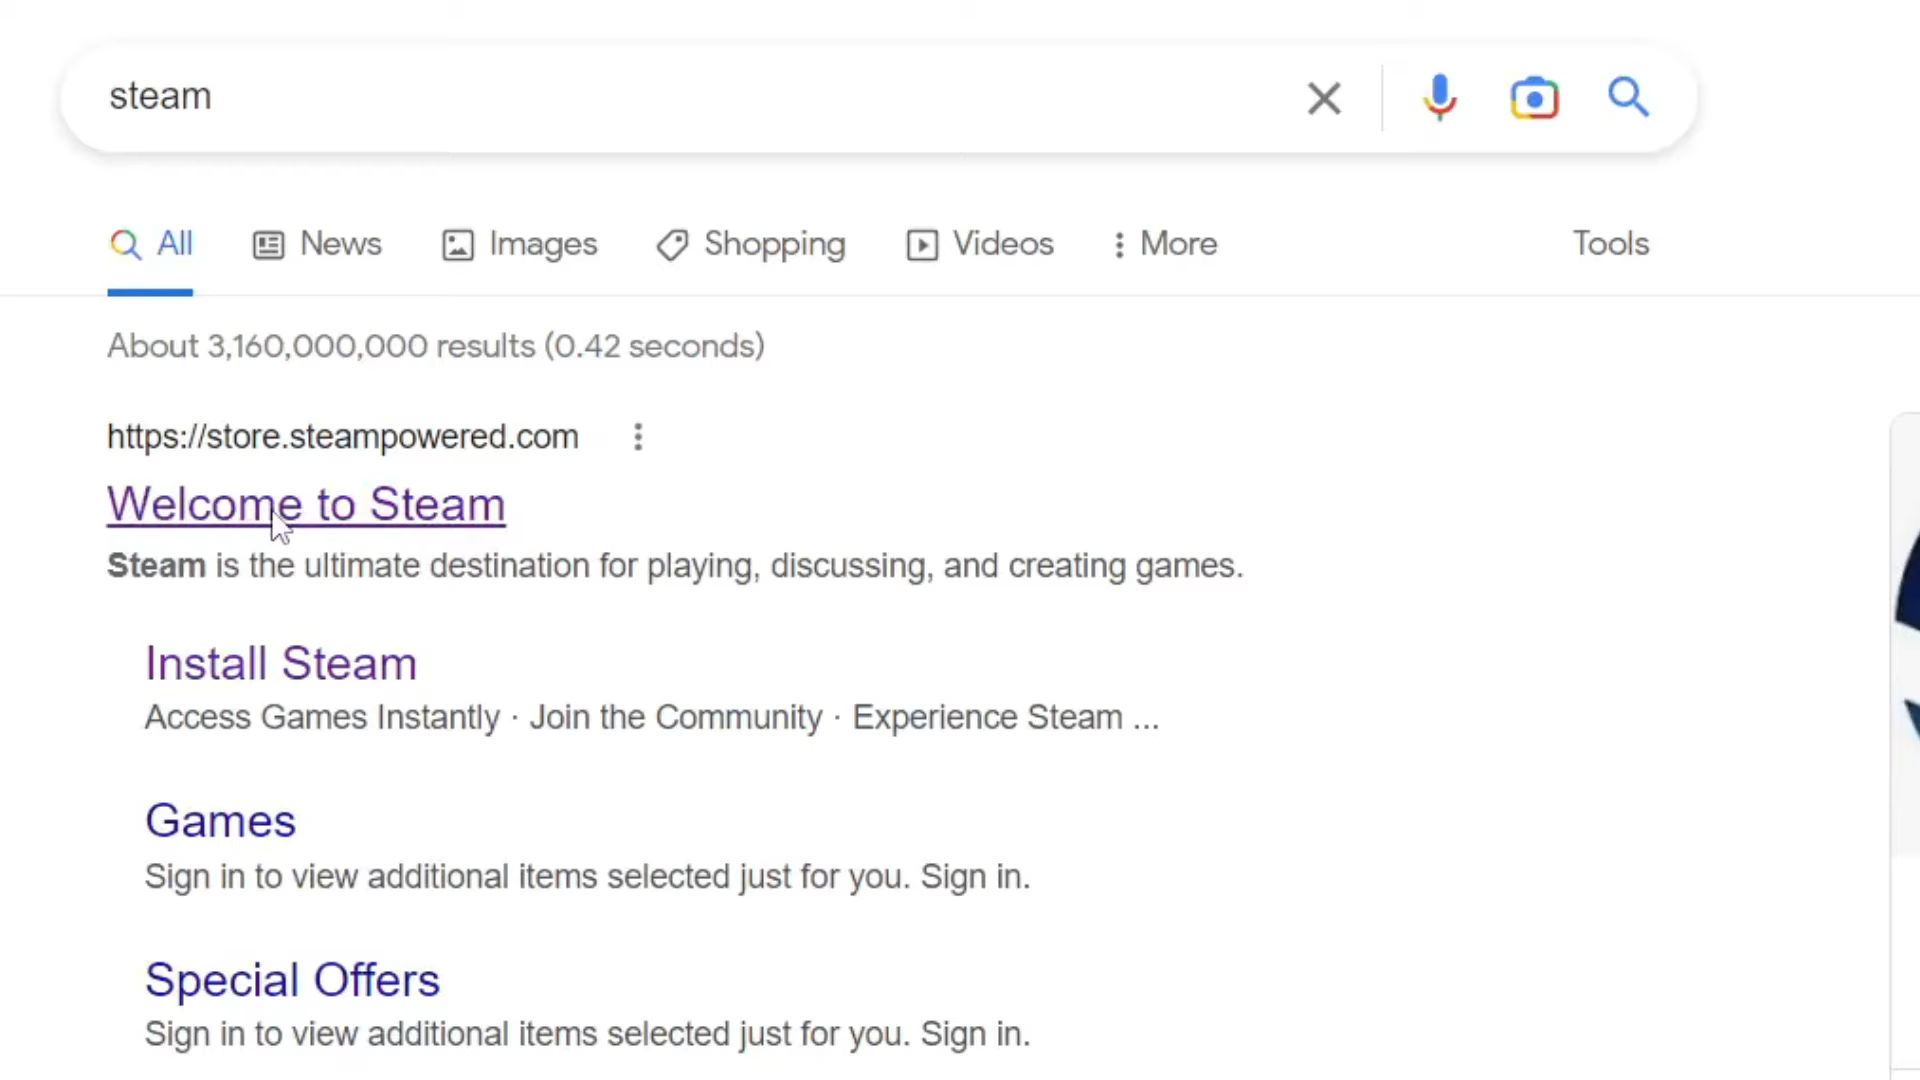 steam
All News Images Shopping Videos More Tools
About 3,160,000,000 results (0.42 seconds)
https://store.steampowered.com
Welcome to Steam
Steam is the ultimate destination for playing, discussing, and creating games.
Install Steam
Access Games Instantly · Join the Community · Experience Steam ...
Games
Sign in to view additional items selected just for you. Sign in.
Special Offers
Sign in to view additional items selected just for you. Sign in.